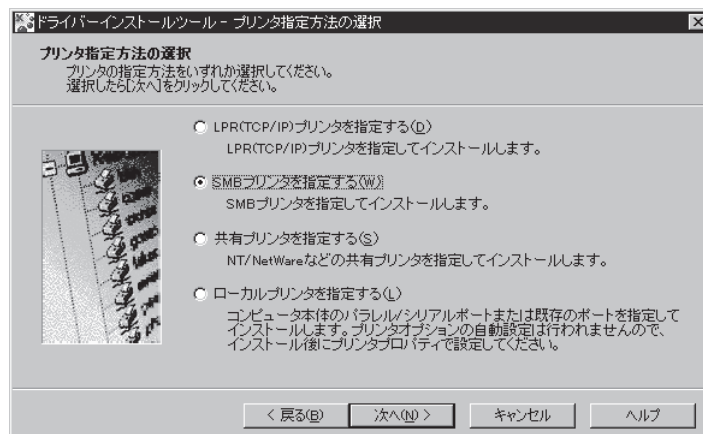 ドライバーインストールツール - プリンタ指定方法の選択
プリンタ指定方法の選択
プリンタの指定方法をいずれか選択してください。
選択したら[次へ]をクリックしてください。
LPR(TCP/IP)プリンタを指定する(D)
LPR(TCP/IP)プリンタを指定してインストールします。
SMBプリンタを指定する(W)
SMBプリンタを指定してインストールします。
共有プリンタを指定する(S)
NT/NetWareなどの共有プリンタを指定してインストールします。
ローカルプリンタを指定する(L)
コンピュータ本体のパラレル/シリアルポートまたは既存のポートを指定して
インストールします。プリンタオプションの自動設定は行われませんので、
インストール後にプリンタプロパティで設定してください。
< 戻る(B)
次へ(N) >
キャンセル
ヘルプ